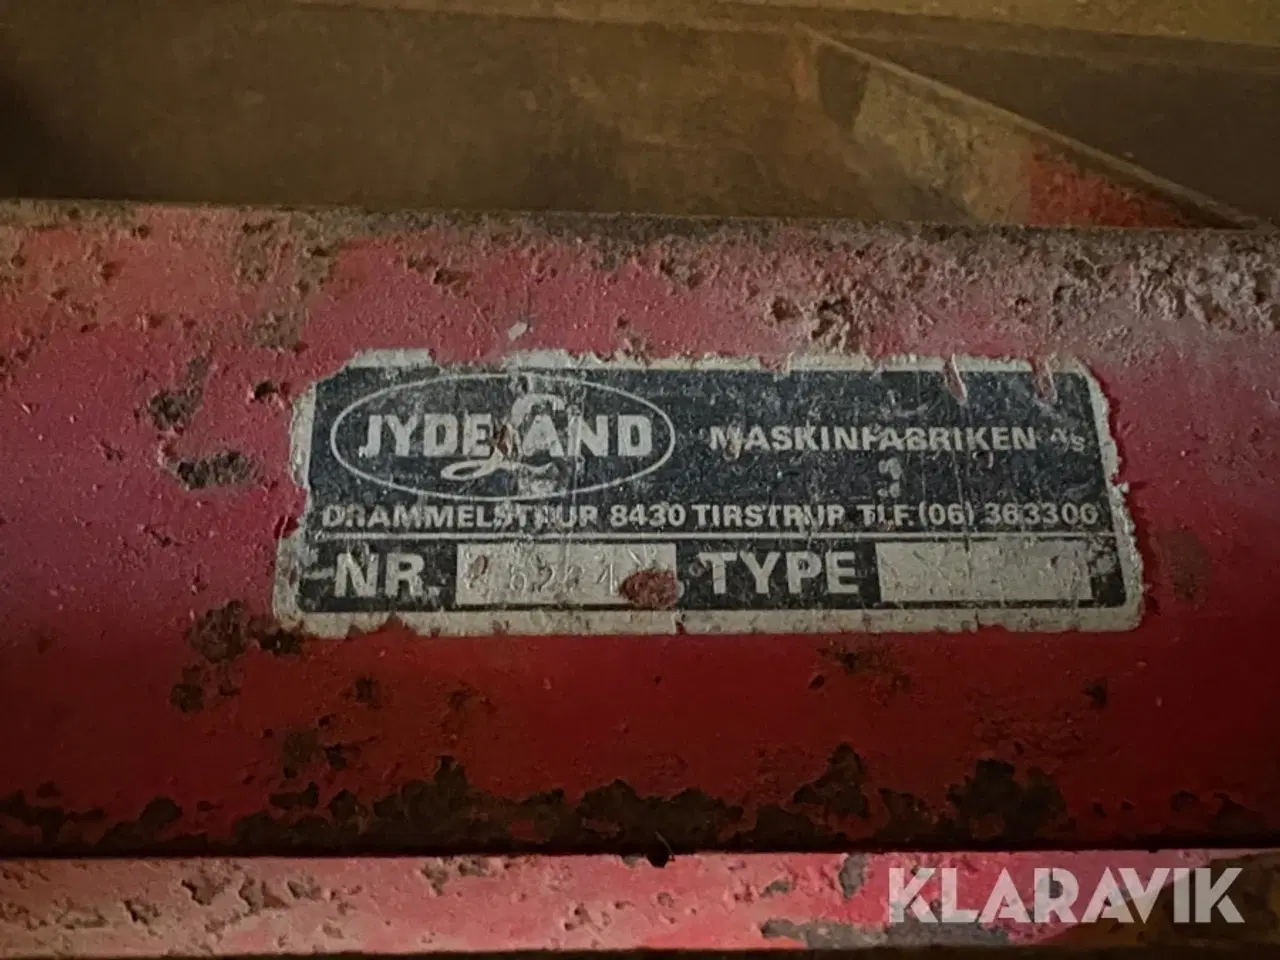 JYDELAND MASKINFABRIKEN A/S
DRAMMELSTRUP 8430 TIRSTRUP TLF. (06) 363300
NR. TYPE
KLARAVIK